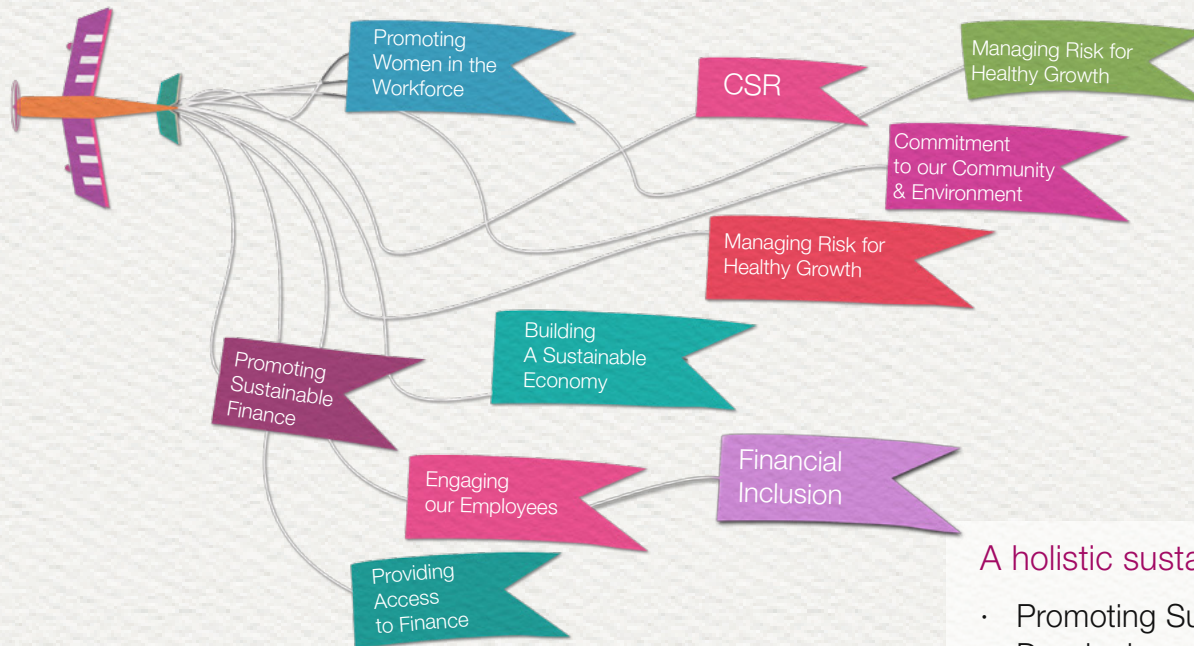 Promoting
Women in the
Workforce
CSR
Managing Risk for
Healthy Growth
Commitment
to our Community
& Environment
Managing Risk for
Healthy Growth
Building
A Sustainable
Economy
Promoting
Sustainable
Finance
Engaging
our Employees
Financial
Inclusion
Providing
Access
to Finance
A holistic
· Promoting